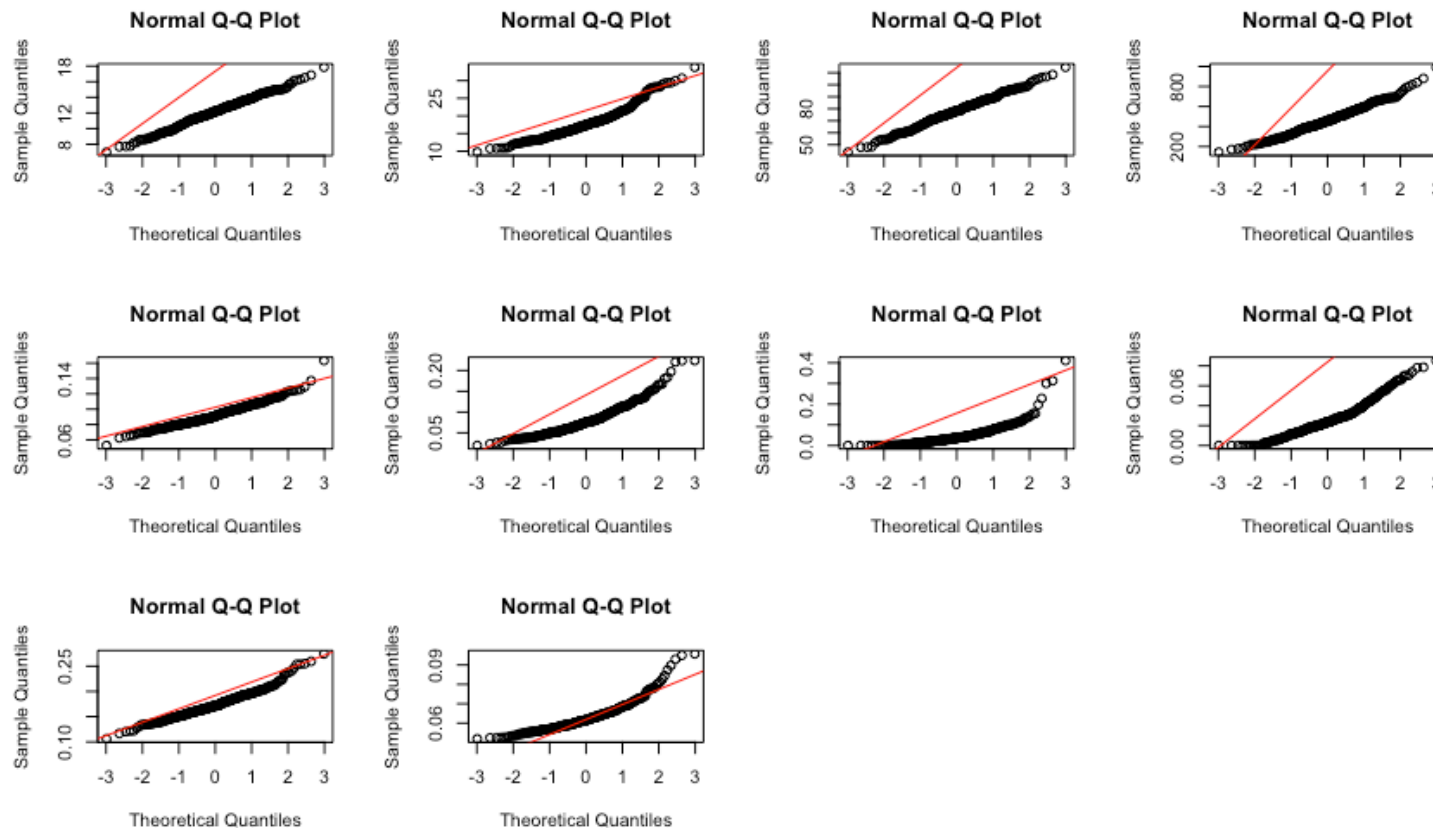 Normal Q-Q Plot
Sample Quantiles
18
12
8
-3 -2 -1 0 1 2 3
Theoretical Quantiles
Normal Q-Q Plot
Sample Quantiles
25
10
-3 -2 -1 0 1 2 3
Theoretical Quantiles
Normal Q-Q Plot
Sample Quantiles
80
50
-3 -2 -1 0 1 2 3
Theoretical Quantiles
Normal Q-Q Plot
Sample Quantiles
800
200
-3 -2 -1 0 1 2
Theoretical Quantiles
Normal Q-Q Plot
Sample Quantiles
0.14
0.06
-3 -2 -1 0 1 2 3
Theoretical Quantiles
Normal Q-Q Plot
Sample Quantiles
0.20
0.05
-3 -2 -1 0 1 2 3
Theoretical Quantiles
Normal Q-Q Plot
Sample Quantiles
0.4
0.2
0.0
-3 -2 -1 0 1 2 3
Theoretical Quantiles
Normal Q-Q Plot
Sample Quantiles
0.06
0.00
-3 -2 -1 0 1 2
Theoretical Quantiles
Normal Q-Q Plot
Sample Quantiles
0.25
0.10
-3 -2 -1 0 1 2 3
Theoretical Quantiles
Normal Q-Q Plot
Sample Quantiles
0.09
0.06
-3 -2 -1 0 1 2 3
Theoretical Quantiles